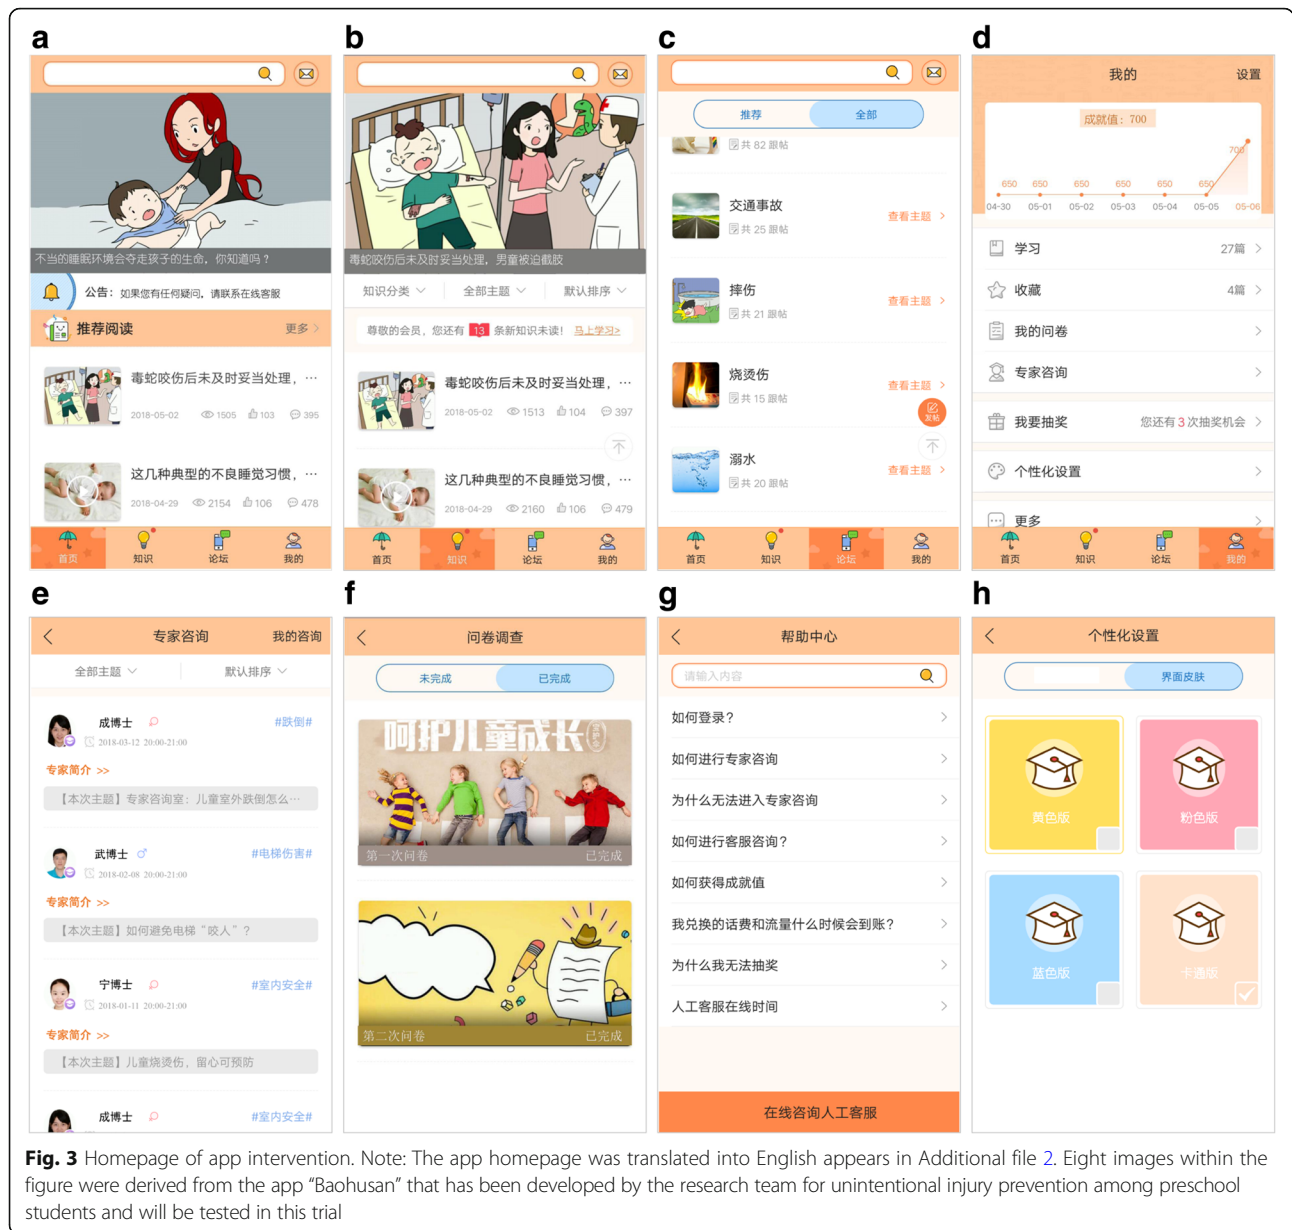 a
b
c
d
不当的睡眠环境会夺走孩子的生命，你知道吗？
公告：如果您有任何疑问，请联系在线客服
推荐阅读 更多
毒蛇咬伤后未及时妥当处理，…
2018-05-02 1505 103 395
这几种典型的不良睡觉习惯，…
2018-04-29 2154 106 478
首页 知识 论坛 我的
毒蛇咬伤后未及时妥当处理，男童被迫截肢
知识分类 全部主题 默认排序
尊敬的会员，您还有 13 条新知识未读！ 马上学习>
毒蛇咬伤后未及时妥当处理，…
2018-05-02 1513 104 397
这几种典型的不良睡觉习惯，…
2018-04-29 2160 106 479
首页 知识 论坛 我的
推荐 全部
共 82 跟帖
交通事故
共 25 跟帖
查看主题 >
摔伤
共 21 跟帖
查看主题 >
烧烫伤
共 15 跟帖
查看主题 >
发帖
溺水
共 20 跟帖
查看主题 >
首页 知识 论坛 我的
我的 设置
成就值：700
700
650 650 650 650 650 650
04-30 05-01 05-02 05-03 05-04 05-05 05-06
学习 27篇 >
收藏 4篇 >
我的问卷 >
专家咨询 >
我要抽奖 您还有3次抽奖机会 >
个性化设置 >
更多 >
首页 知识 论坛 我的
e
f
g
h
专家咨询 我的咨询
全部主题 默认排序
成博士 #跌倒#
2018-03-12 20:00-21:00
专家简介 >>
【本次主题】专家咨询室：儿童室外跌倒怎么…
武博士 #电梯伤害#
2018-02-08 20:00-21:00
专家简介 >>
【本次主题】如何避免电梯“咬人”？
宁博士 #室内安全#
2018-01-11 20:00-21:00
专家简介 >>
【本次主题】儿童烧烫伤，留心可预防
成博士 #室内安全#
问卷调查
未完成 已完成
呵护儿童成长
第一次问卷 已完成
第二次问卷 已完成
帮助中心
请输入内容
如何登录？
如何进行专家咨询
为什么无法进入专家咨询
如何进行客服咨询？
如何获得成就值
我兑换的话费和流量什么时候会到账？
为什么我无法抽奖
人工客服在线时间
在线咨询人工客服
个性化设置
界面皮肤
黄色版 粉色版
蓝色版 卡通版
Fig. 3 Homepage of app intervention. Note: The app homepage was translated into English appears in Additional file 2. Eight images within the
figure were derived from the app “Baohusan” that has been developed by the research team for unintentional injury prevention among preschool
students and will be tested in this trial